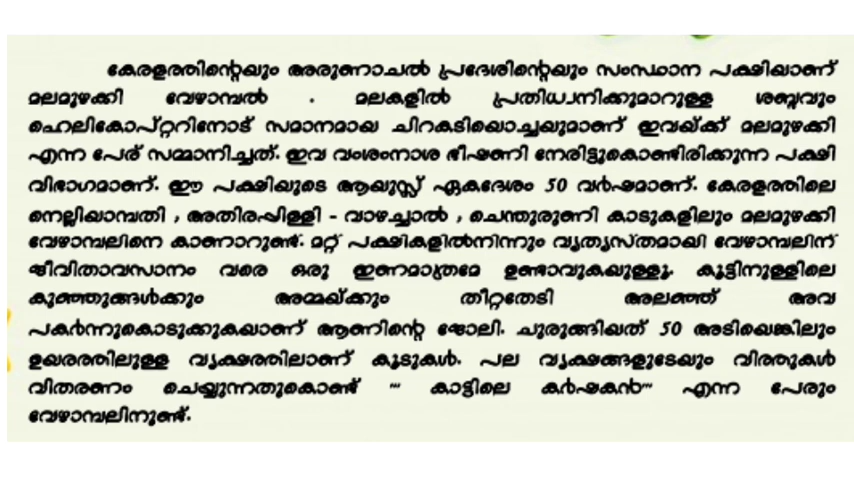 കേരളത്തിന്റെയും അരുണാചൽ പ്രദേശിന്റെയും സംസ്ഥാന പക്ഷിയാണ്
മലമുഴക്കി വേഴാമ്പൽ . മലകളിൽ പ്രതിധ്വനിക്കുമാറുള്ള ശബ്ദവും
ഹെലികോപ്റ്ററിനോട് സമാനമായ ചിറകടിയൊച്ചയുമാണ് ഇവയ്ക്ക് മലമുഴക്കി
എന്ന പേര് സമ്മാനിച്ചത്. ഇവ വംശംനാശ ഭീഷണി നേരിട്ടുകൊണ്ടിരിക്കുന്ന പക്ഷി
വിഭാഗമാണ്. ഈ പക്ഷിയുടെ ആയുസ്സ് ഏകദേശം 50 വർഷമാണ്. കേരളത്തിലെ
നെല്ലിയാമ്പതി , അതിരപ്പിള്ളി - വാഴച്ചാൽ , ചെന്തുരുണി കാടുകളിലും മലമുഴക്കി
വേഴാമ്പലിനെ കാണാറുണ്ട്. മറ്റ് പക്ഷികളിൽനിന്നും വ്യത്യസ്തമായി വേഴാമ്പലിന്
ജീവിതാവസാനം വരെ ഒരു ഇണമാത്രമേ ഉണ്ടാവുകയുള്ളൂ. കൂട്ടിനുള്ളിലെ
കുഞ്ഞുങ്ങൾക്കും അമ്മയ്ക്കും തീറ്റതേടി അലഞ്ഞ് അവ
പകർന്നുകൊടുക്കുകയാണ് ആണിന്റെ ജോലി. ചുരുങ്ങിയത് 50 അടിയെങ്കിലും
ഉയരത്തിലുള്ള വൃക്ഷത്തിലാണ് കൂടുകൾ. പല വൃക്ഷങ്ങളുടേയും വിത്തുകൾ
വിതരണം ചെയ്യുന്നതുകൊണ്ട് " കാട്ടിലെ കർഷകൻ" എന്ന പേരും
വേഴാമ്പലിനുണ്ട്.